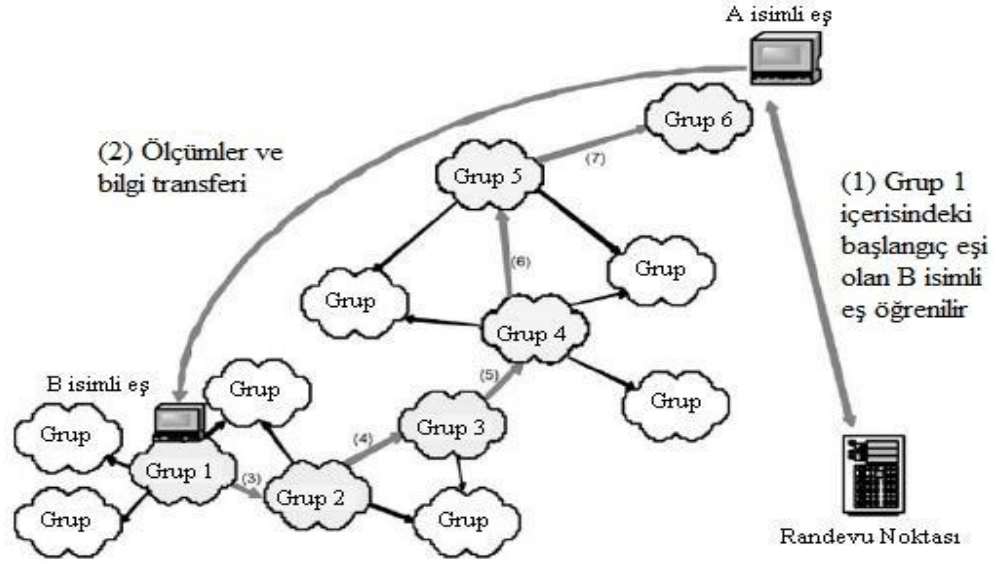 A isimli eş
Grup 6
(7)
(2) Ölçümler ve
bilgi transferi
Grup 5
(1) Grup 1
içerisindeki
başlangıç eşi
olan B isimli
eş öğrenilir
(6)
Grup
Grup
Grup 4
(5)
B isimli eş
Grup
Grup
Grup 3
(4)
Grup
Grup 1
(3)
Grup 2
Grup
Grup
Randevu Noktası